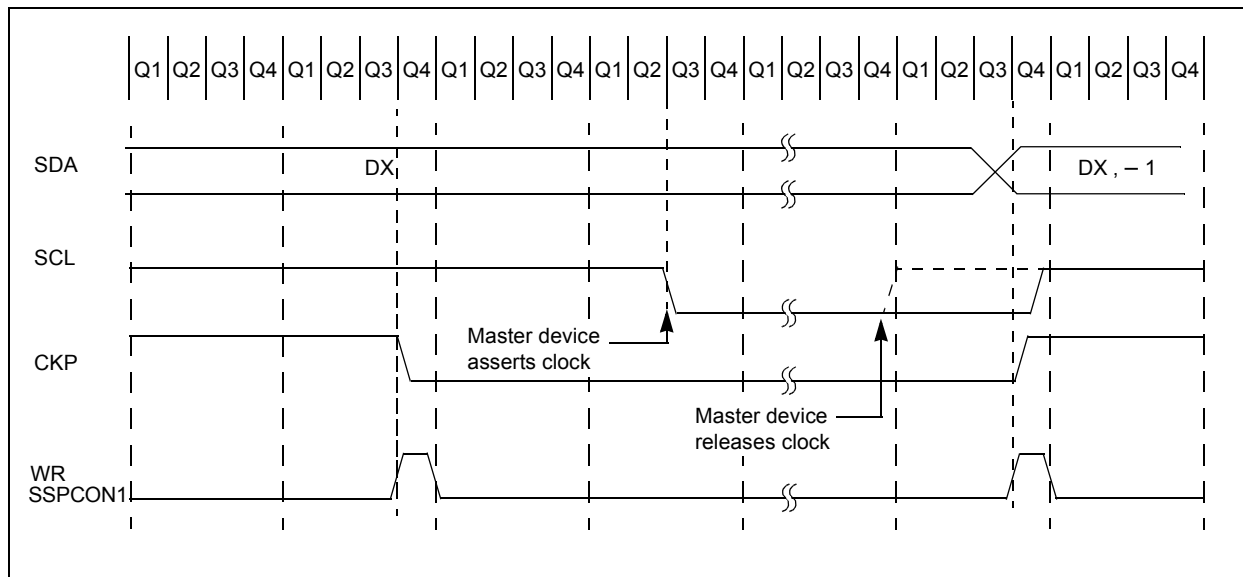 Q1 Q2 Q3 Q4 Q1 Q2 Q3 Q4 Q1 Q2 Q3 Q4 Q1 Q2 Q3 Q4 Q1 Q2 Q3 Q4 Q1 Q2 Q3 Q4 Q1 Q2 Q3 Q4
SDA
DX
DX , – 1
SCL
Master device
asserts clock
CKP
Master device
releases clock
WR
SSPCON1